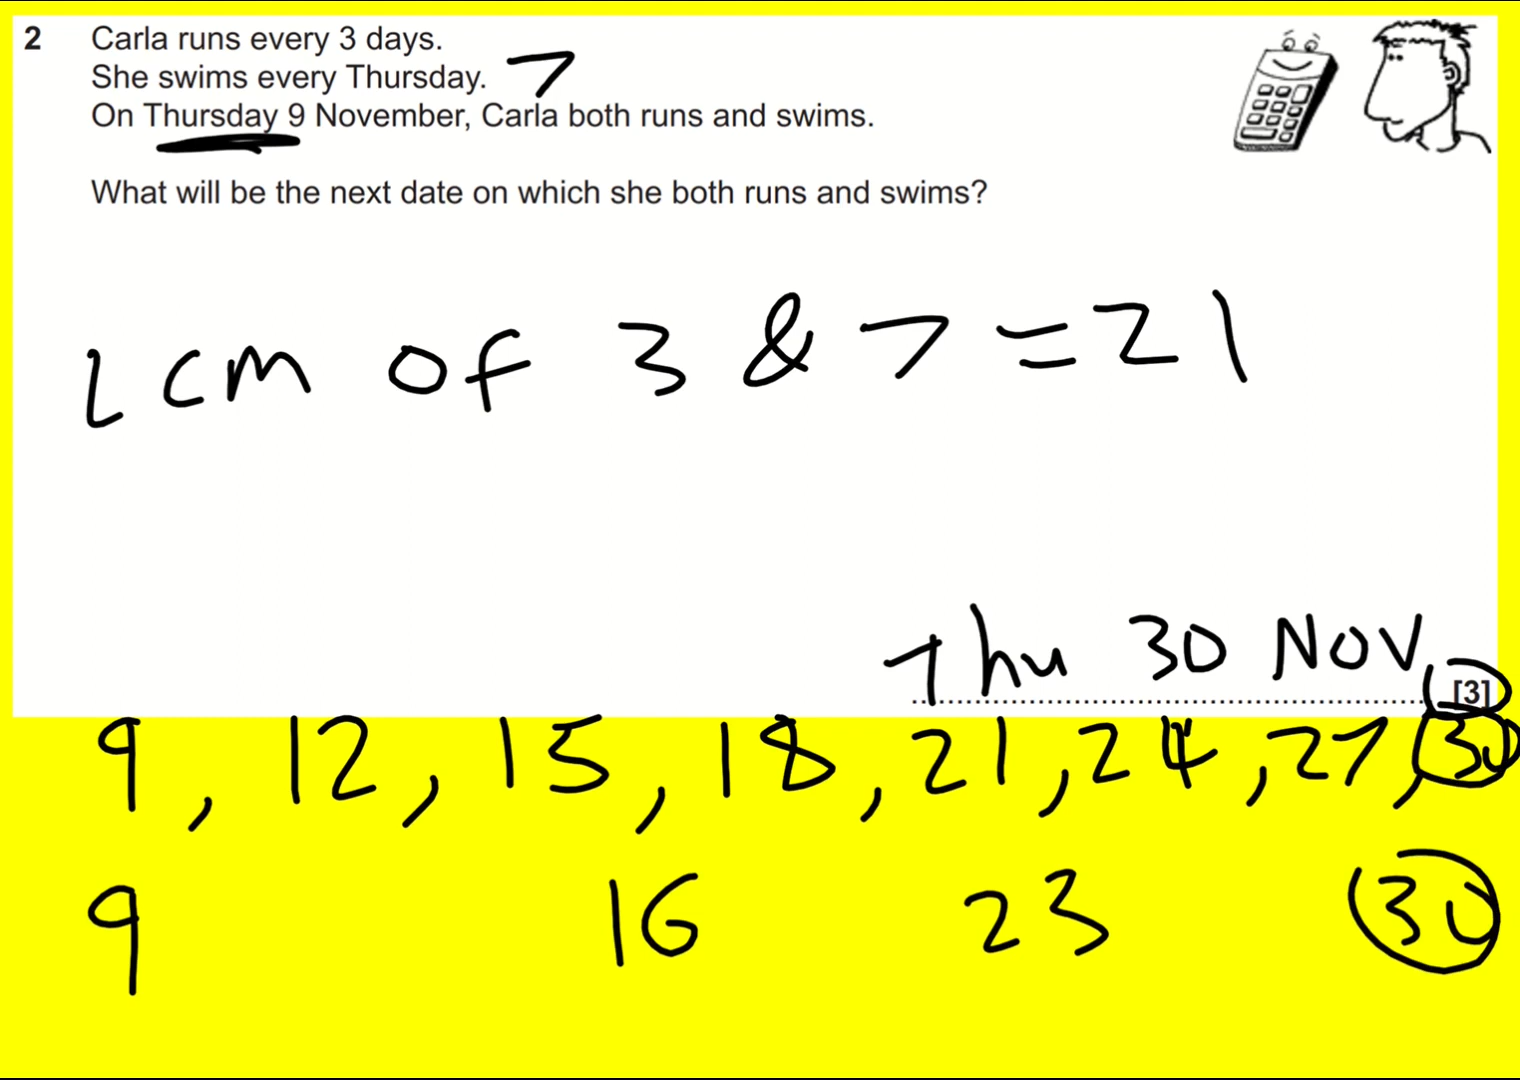 2 Carla runs every 3 days.
She swims every Thursday. 7
On Thursday 9 November, Carla both runs and swims.
What will be the next date on which she both runs and swims?
LCM of 3 & 7 = 21
Thu 30 NOV
[3]
9, 12, 15, 18, 21, 24, 27, 30
9 16 23 30